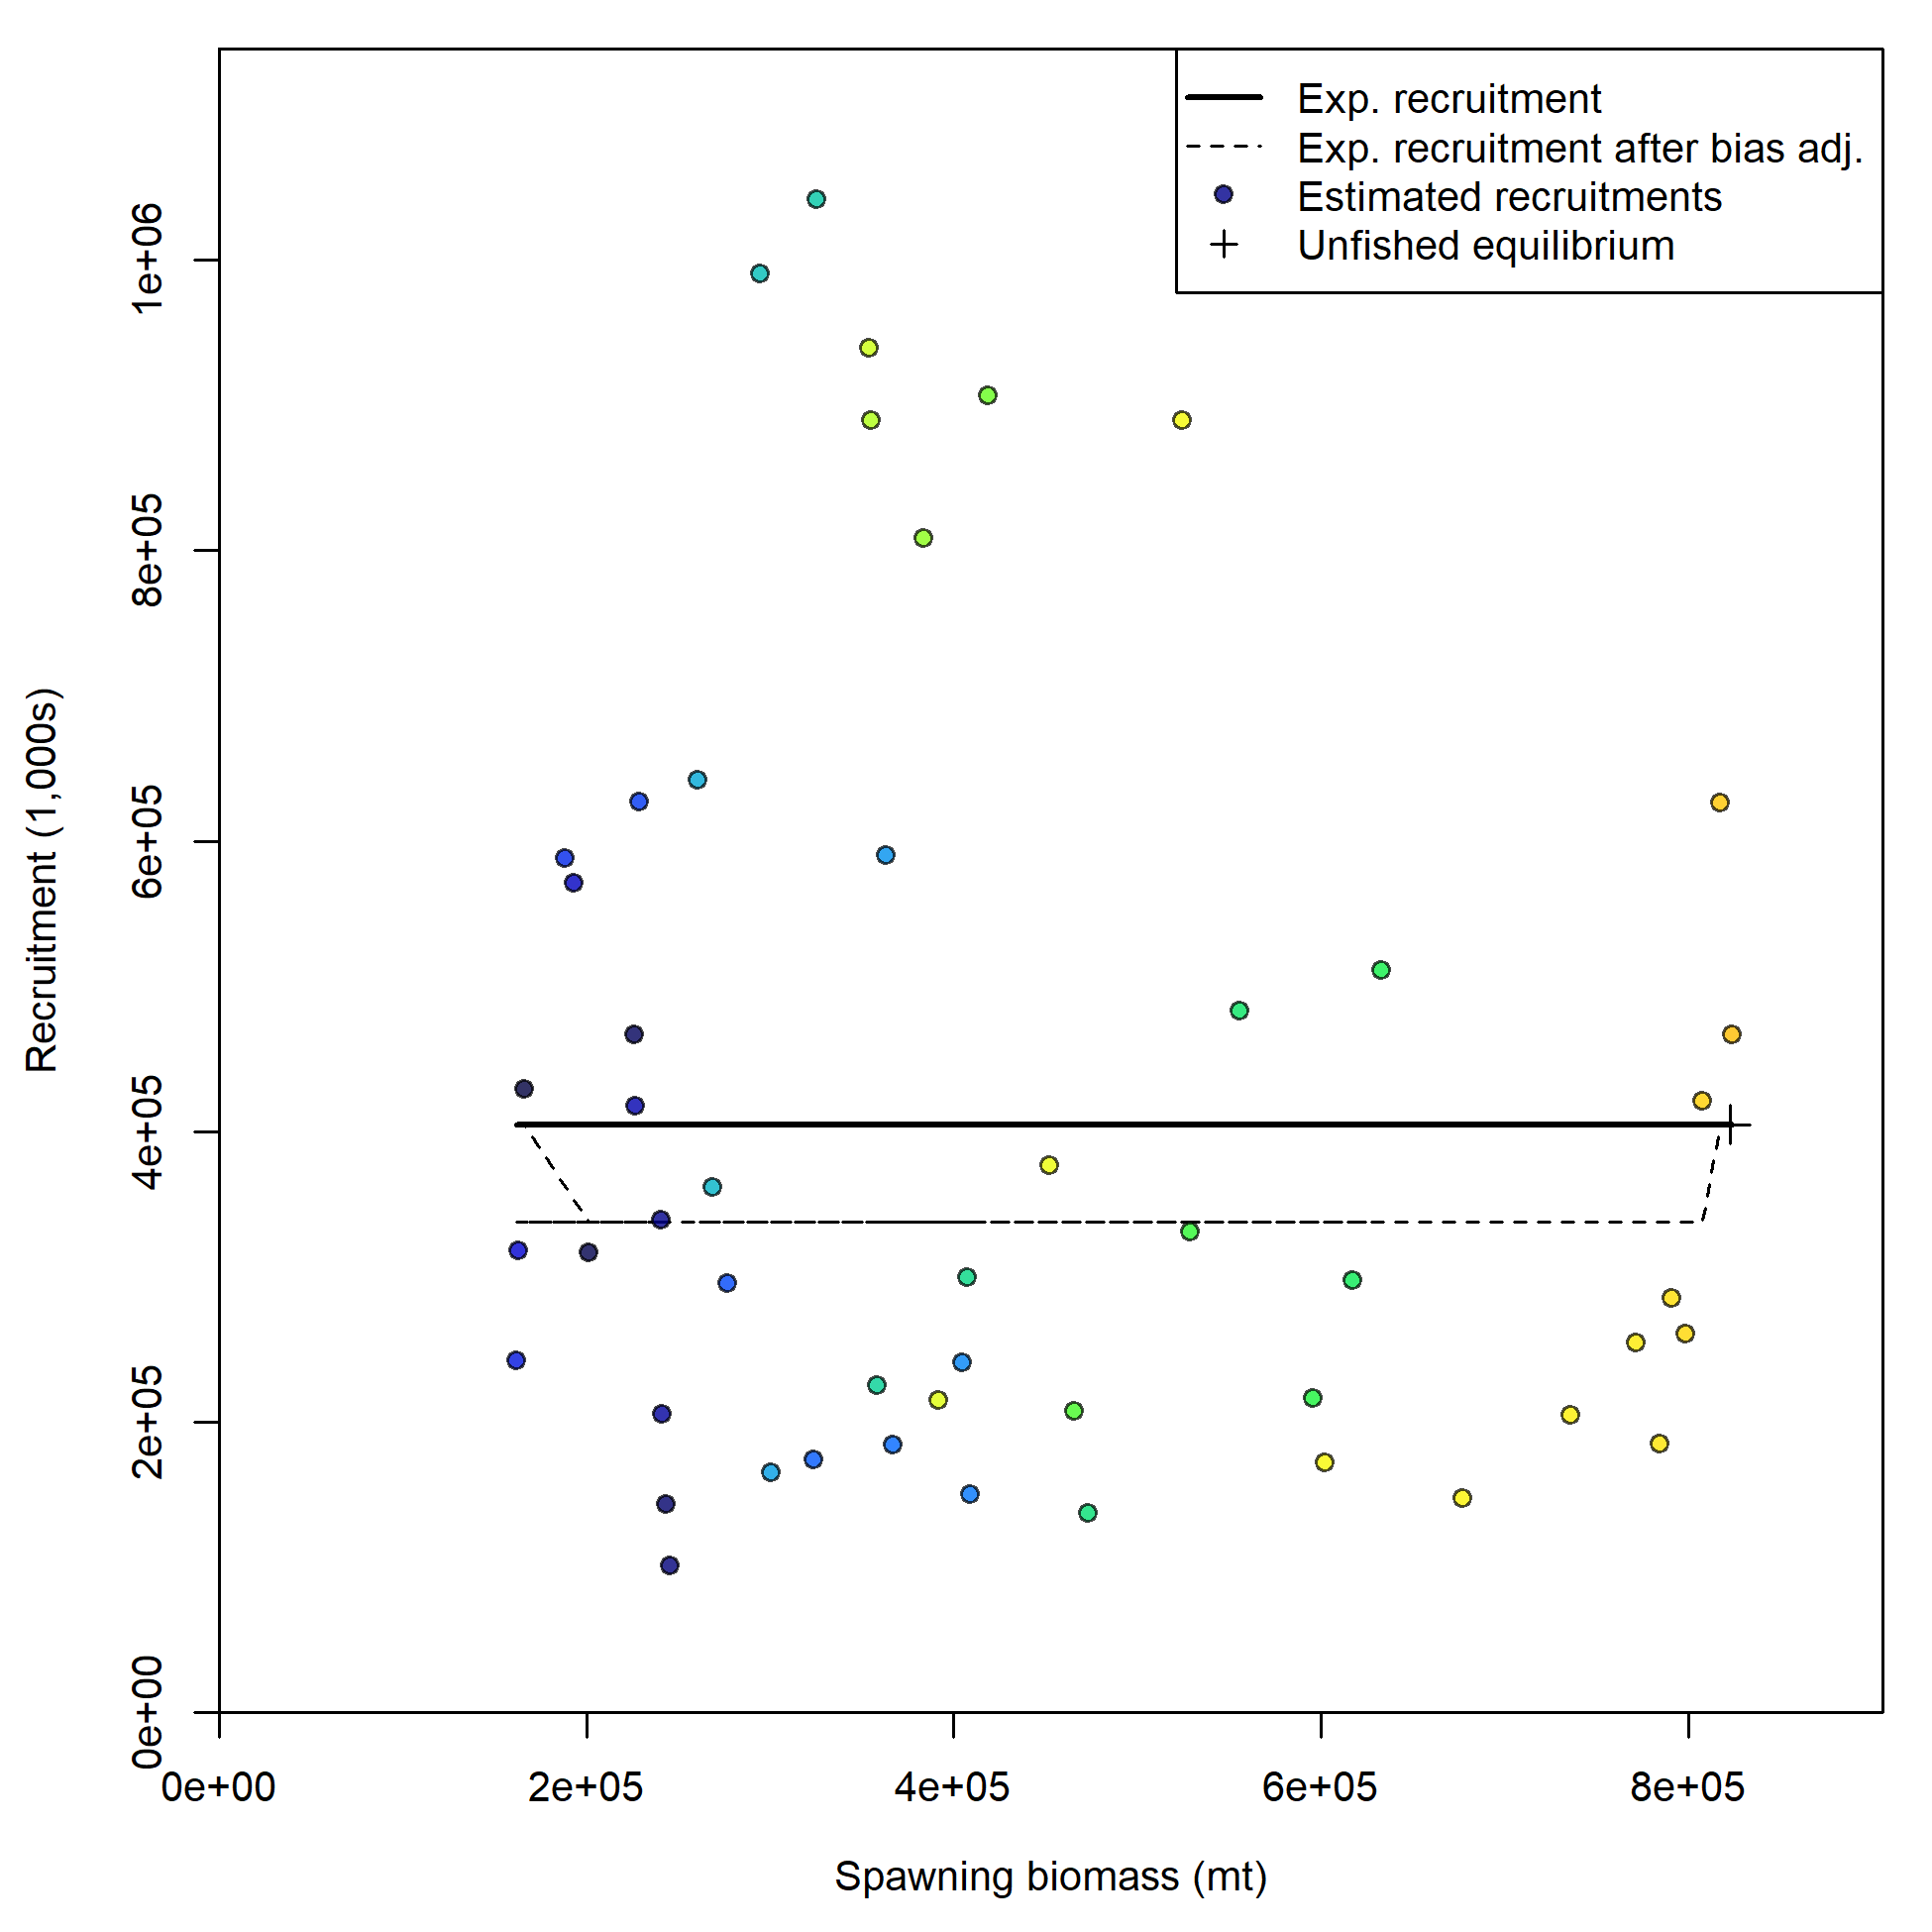 Exp. recruitment
Exp. recruitment after bias adj.
Estimated recruitments
Unfished equilibrium
1e+06
8e+05
6e+05
4e+05
2e+05
0e+00
Recruitment (1,000s)
0e+00 2e+05 4e+05 6e+05 8e+05
Spawning biomass (mt)